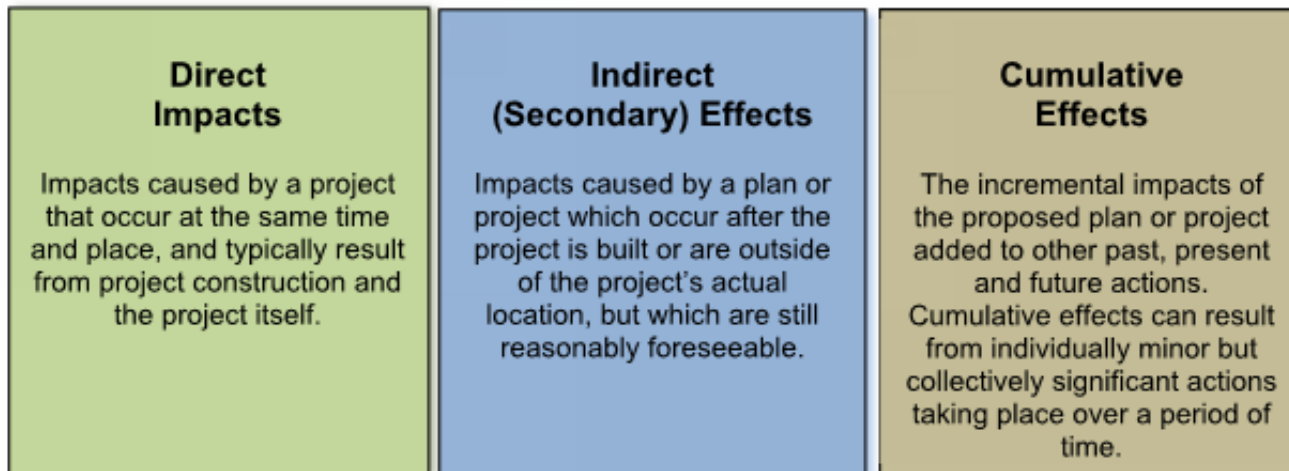 Direct
Impacts
Impacts caused by a project
that occur at the same time
and place, and typically result
from project construction and
the project itself.
Indirect
(Secondary) Effects
Impacts caused by a plan or
project which occur after the
project is built or are outside
of the project’s actual
location, but which are still
reasonably foreseeable.
Cumulative
Effects
The incremental impacts of
the proposed plan or project
added to other past, present
and future actions.
Cumulative effects can result
from individually minor but
collectively significant actions
taking place over a period of
time.